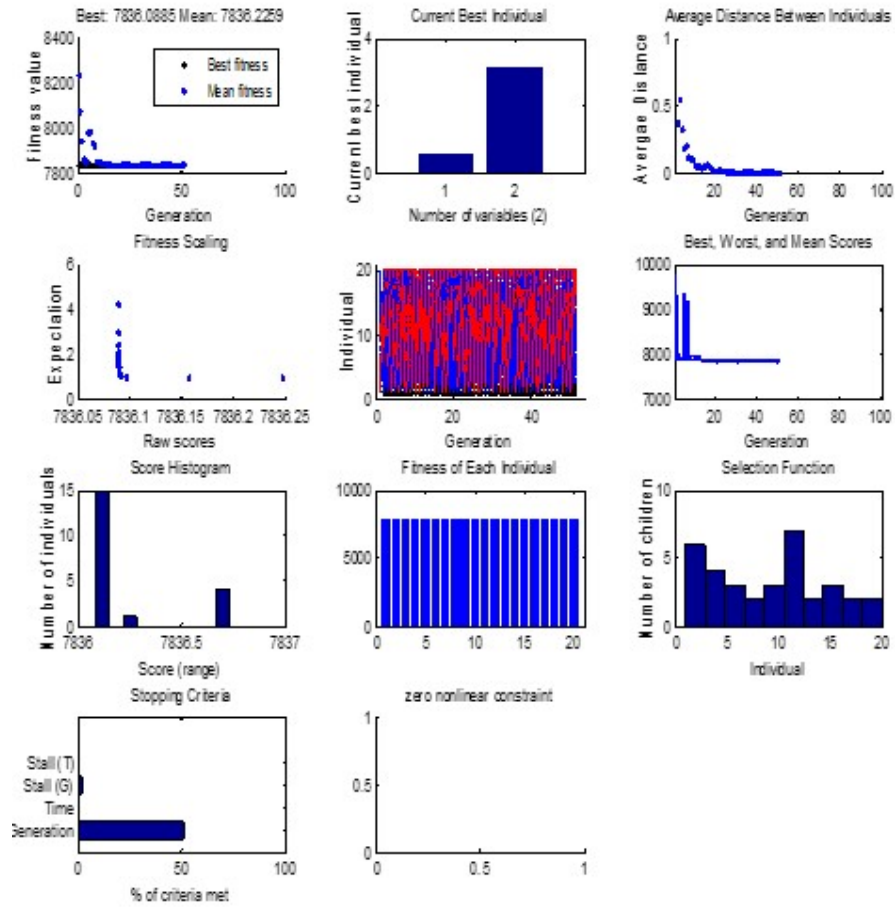 Best: 7836.0885 Mean: 7836.2259
8400
8200
8000
7800
Fitness value
Best fitness
Mean fitness
0
50
100
Generation
Current Best Individual
4
2
0
Current best individual
1
2
Number of variables (2)
Average Distance Between Individuals
1
0.5
0
Avergae Distance
20
40
60
80
100
Generation
Fitness Scaling
6
4
2
0
Expectation
7836.05
7836.1
7836.15
7836.2
7836.25
Raw scores
20
10
0
Individual
0
20
40
Generation
Best, Worst, and Mean Scores
10000
9000
8000
7000
20
40
60
80
100
Generation
Score Histogram
15
10
5
0
Number of individuals
7836
7836.5
7837
Score (range)
Fitness of Each Individual
10000
5000
0
0
5
10
15
20
Selection Function
10
5
0
Number of children
0
5
10
15
20
Individual
Stopping Criteria
Stall (T)
Stall (G)
Time
Generation
0
50
100
% of criteria met
zero nonlinear constraint
1
0.5
0
0
0.5
1